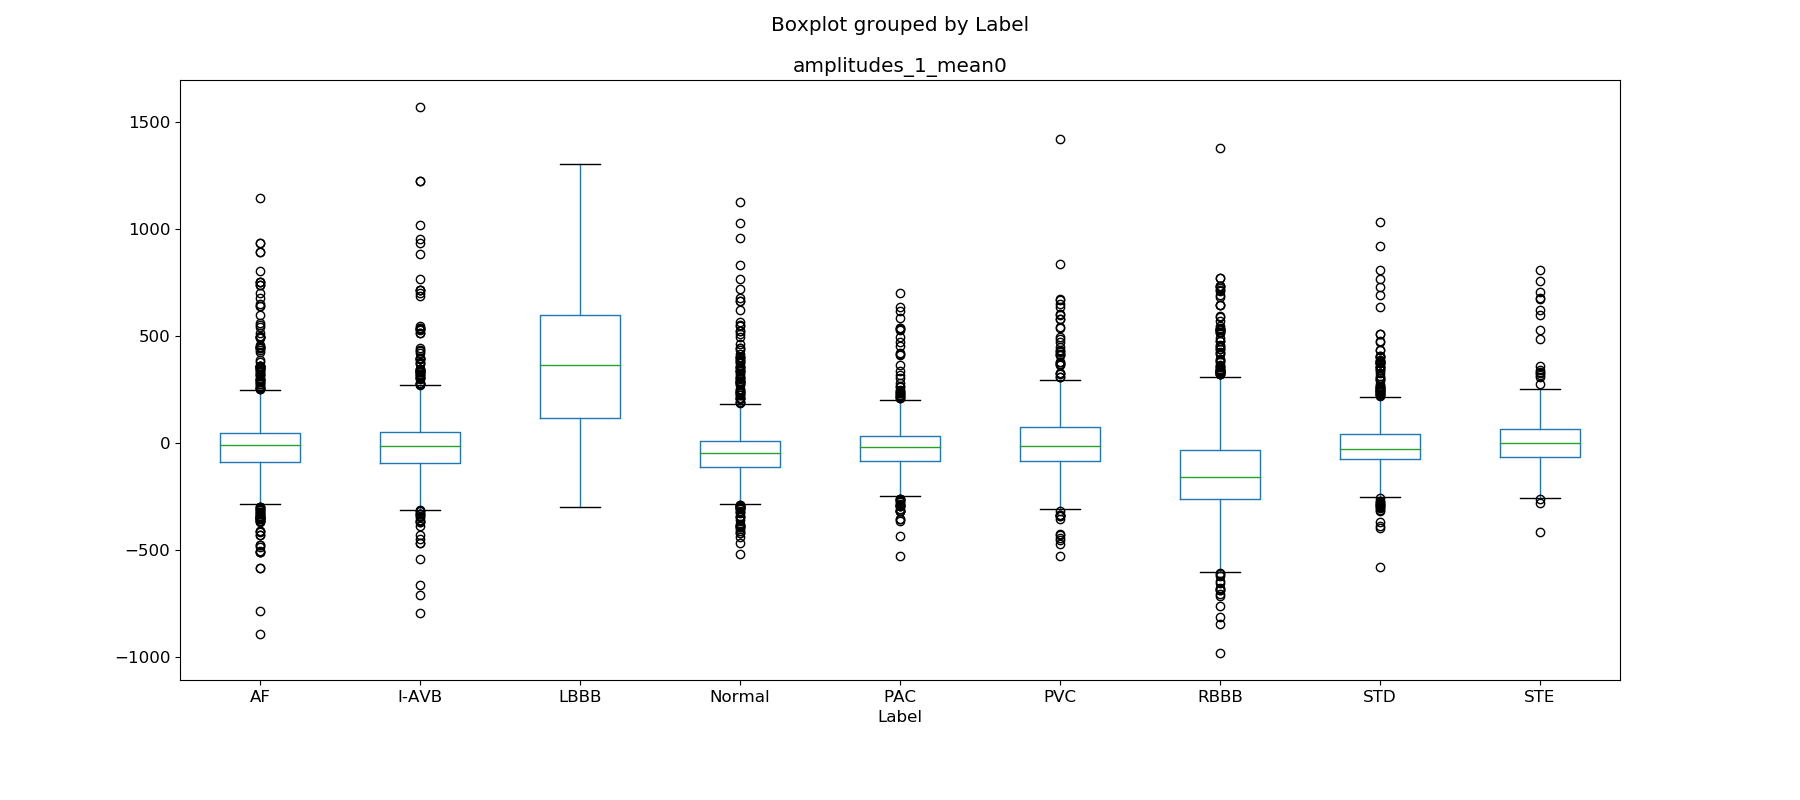 Boxplot grouped by Label
amplitudes_1_mean0
1500
1000
500
0
−500
−1000
AF I-AVB LBBB Normal PAC PVC RBBB STD STE
Label